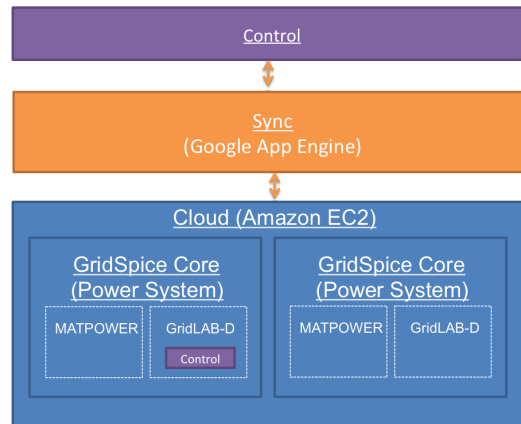 Control
Sync
(Google App Engine)
Cloud (Amazon EC2)
GridSpice Core
(Power System)
MATPOWER
GridLAB-D
Control
GridSpice Core
(Power System)
MATPOWER
GridLAB-D